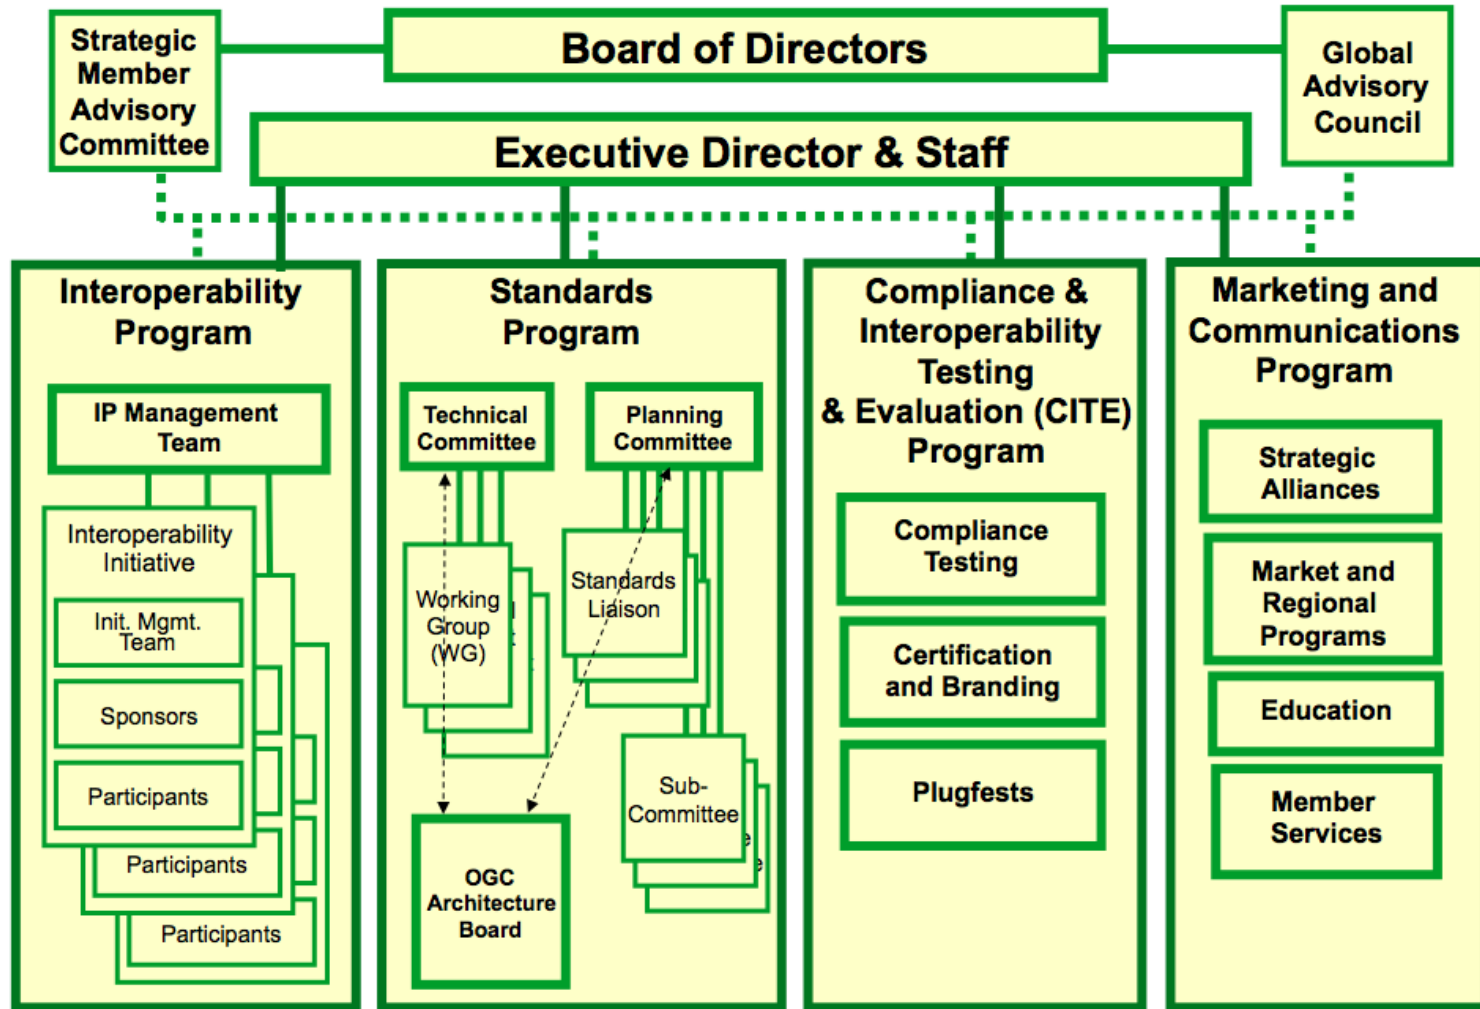 Strategic
Member
Advisory
Committee
Board of Directors
Global
Advisory
Council
Executive Director & Staff
Interoperability
Program
IP Management
Team
Interoperability
Initiative
Init. Mgmt.
Team
Sponsors
Participants
Participants
Participants
Standards
Program
Technical
Committee
Planning
Committee
Working
Group
(WG)
Standards
Liaison
Sub-
Committee
OGC
Architecture
Board
Compliance &
Interoperability
Testing
& Evaluation (CITE)
Program
Compliance
Testing
Certification
and Branding
Plugfests
Marketing and
Communications
Program
Strategic
Alliances
Market and
Regional
Programs
Education
Member
Services